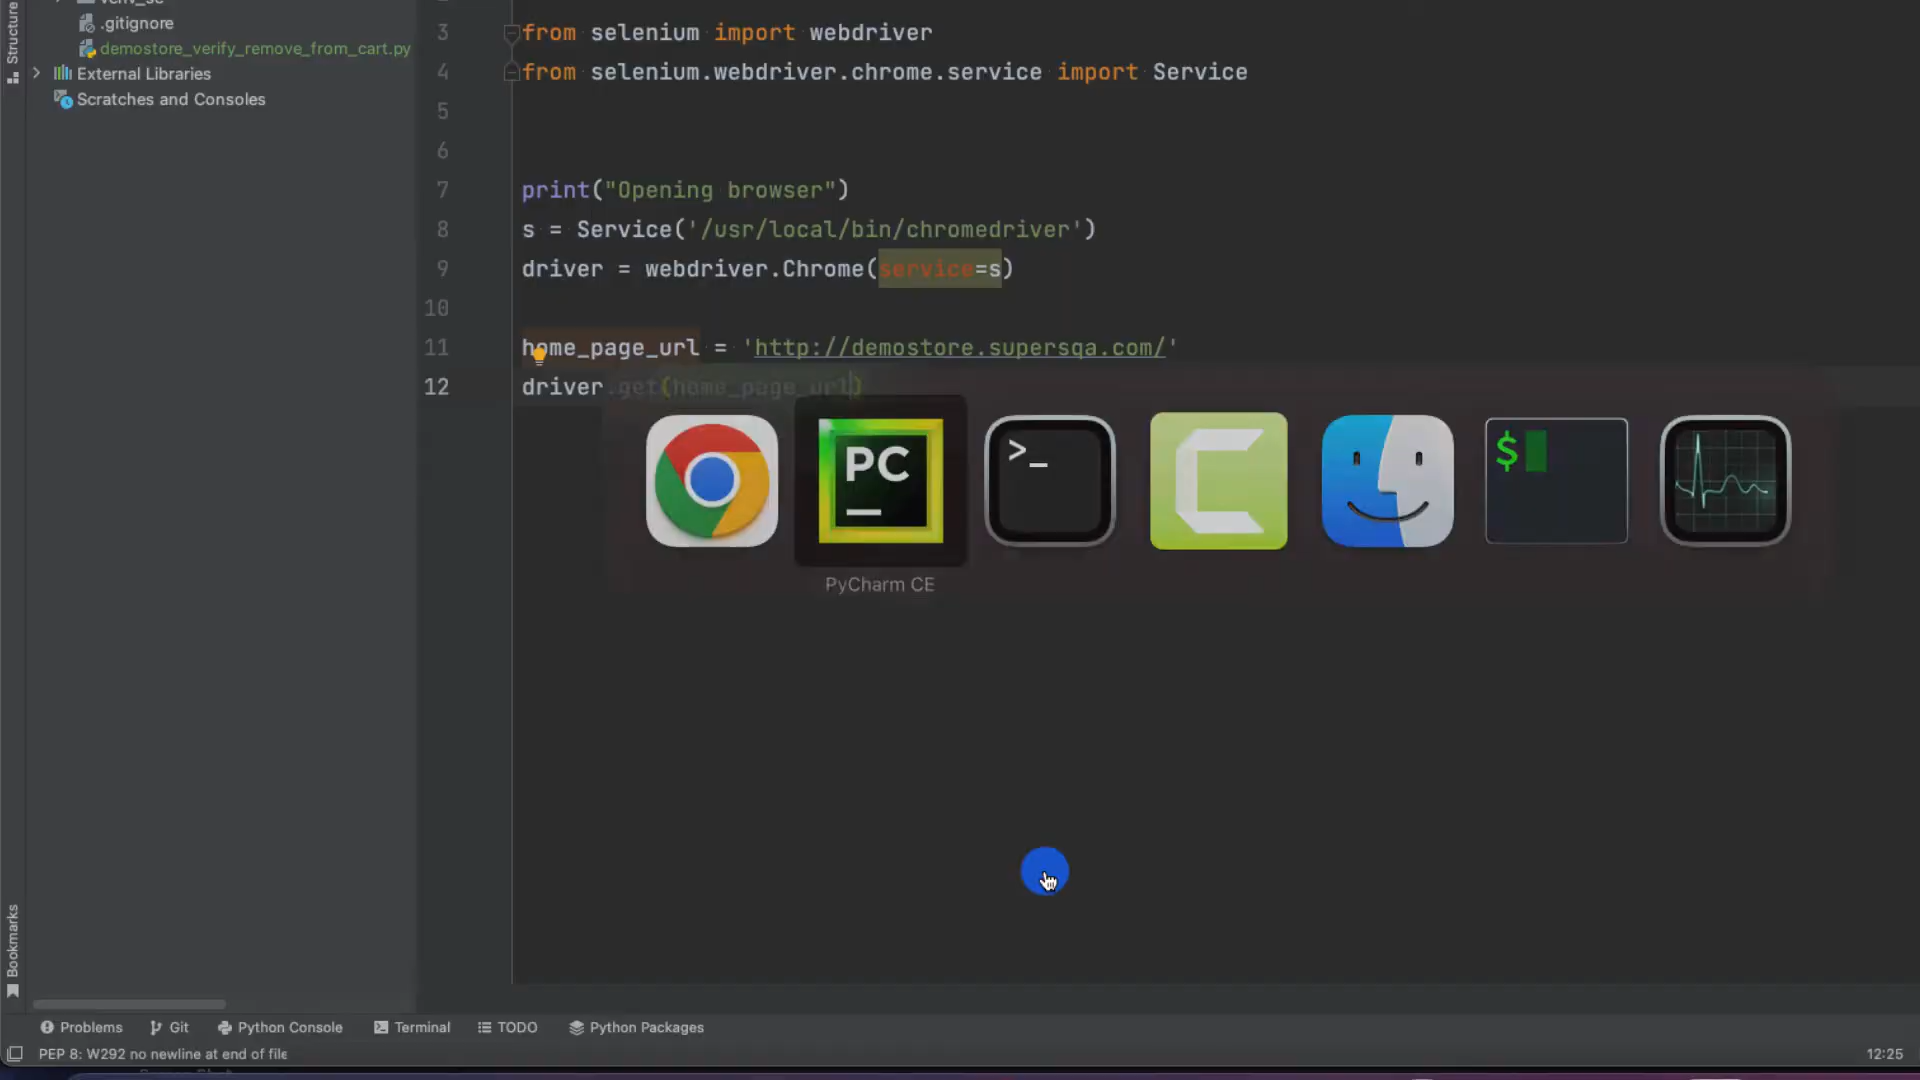 Structure
.gitignore
demostore_verify_remove_from_cart.py
External Libraries
Scratches and Consoles
3 from selenium import webdriver
4 from selenium.webdriver.chrome.service import Service
5
6
7 print("Opening browser")
8 s = Service('/usr/local/bin/chromedriver')
9 driver = webdriver.Chrome(service=s)
10
11 home_page_url = 'http://demostore.supersqa.com/'
12 driver.get(home_page_url)
PC
>_
$
PyCharm CE
Bookmarks
Problems
Git
Python Console
Terminal
TODO
Python Packages
PEP 8: W292 no newline at end of file
12:25